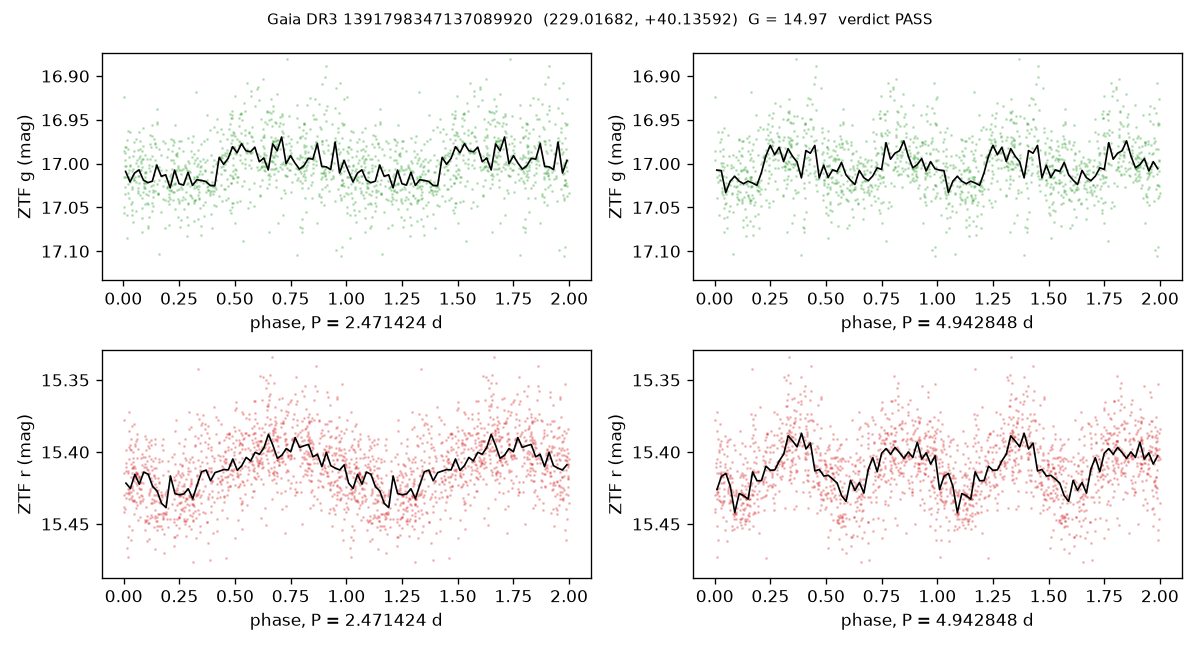 Gaia DR3 1391798347137089920  (229.01682, +40.13592)  G = 14.97  verdict PASS
ZTF g (mag)
16.90
16.95
17.00
17.05
17.10
0.00 0.25 0.50 0.75 1.00 1.25 1.50 1.75 2.00
phase, P = 2.471424 d
ZTF g (mag)
16.90
16.95
17.00
17.05
17.10
0.00 0.25 0.50 0.75 1.00 1.25 1.50 1.75 2.00
phase, P = 4.942848 d
ZTF r (mag)
15.35
15.40
15.45
0.00 0.25 0.50 0.75 1.00 1.25 1.50 1.75 2.00
phase, P = 2.471424 d
ZTF r (mag)
15.35
15.40
15.45
0.00 0.25 0.50 0.75 1.00 1.25 1.50 1.75 2.00
phase, P = 4.942848 d